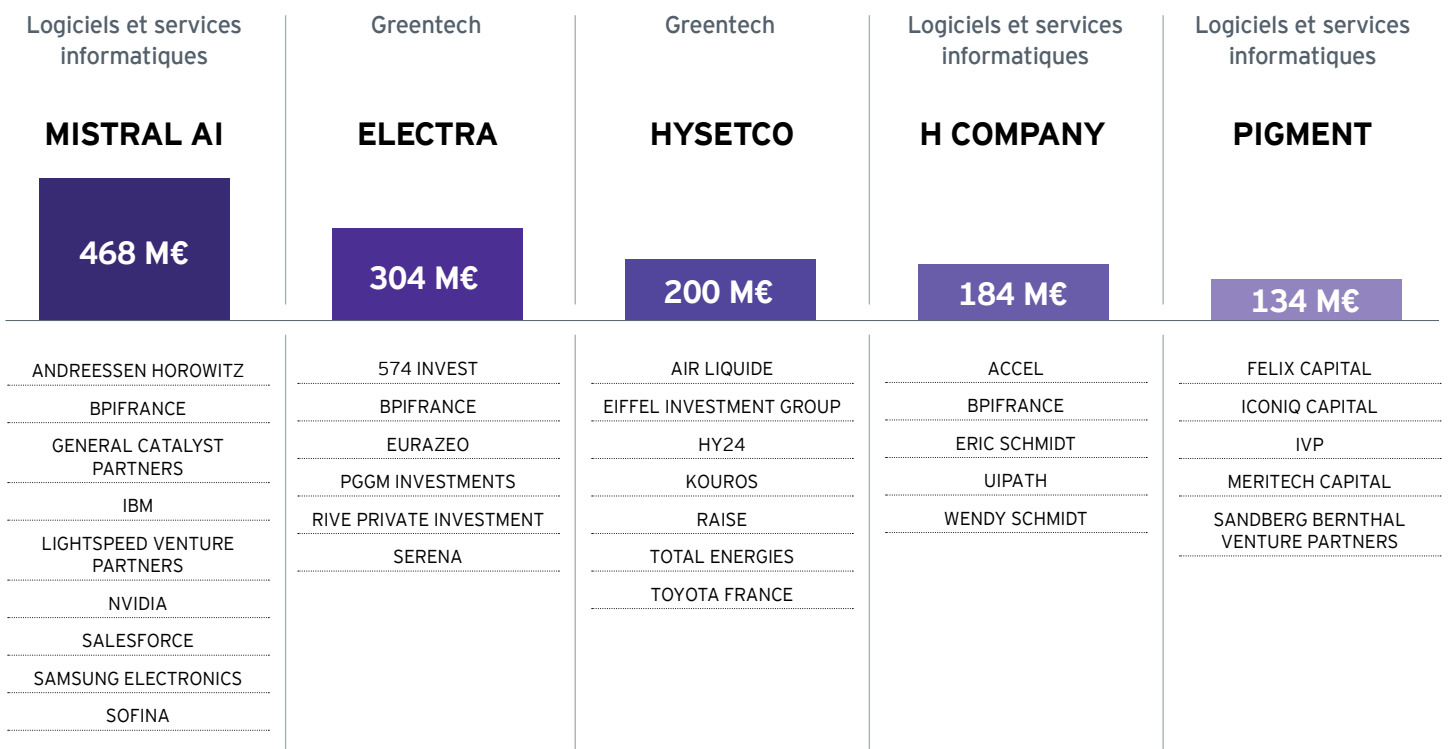 Logiciels et services
informatiques
MISTRAL AI
468 M€
ANDREESSEN HOROWITZ
BPIFRANCE
GENERAL CATALYST
PARTNERS
IBM
LIGHTSPEED VENTURE
PARTNERS
NVIDIA
SALESFORCE
SAMSUNG ELECTRONICS
SOFINA
Greentech
ELECTRA
304 M€
574 INVEST
BPIFRANCE
EURAZEO
PGGM INVESTMENTS
RIVE PRIVATE INVESTMENT
SERENA
Greentech
HYSETCO
200 M€
AIR LIQUIDE
EIFFEL INVESTMENT GROUP
HY24
KOUROS
RAISE
TOTAL ENERGIES
TOYOTA FRANCE
Logiciels et services
informatiques
H COMPANY
184 M€
ACCEL
BPIFRANCE
ERIC SCHMIDT
UIPATH
WENDY SCHMIDT
Logiciels et services
informatiques
PIGMENT
134 M€
FELIX CAPITAL
ICONIQ CAPITAL
IVP
MERITECH CAPITAL
SANDBERG BERNTHAL
VENTURE PARTNERS